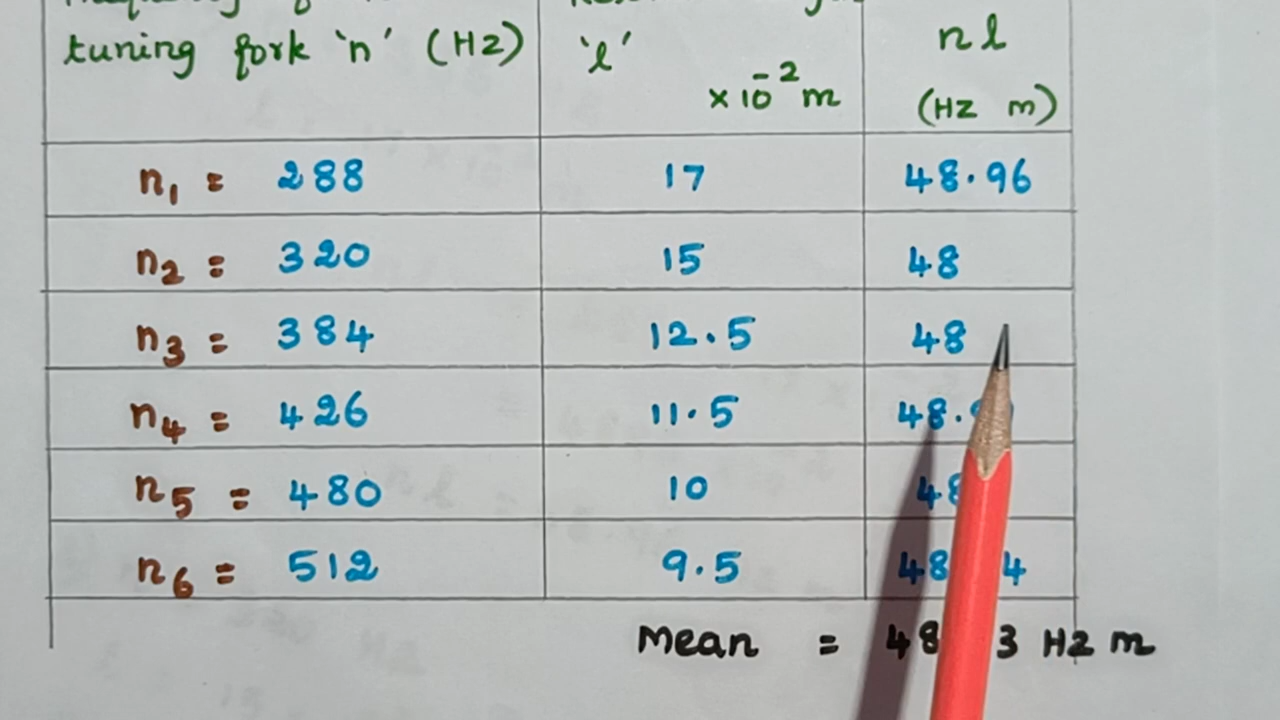 tuning fork 'n' (Hz)
'l'
×10⁻² m
n l
(Hz m)
n₁ = 288 17 48.96
n₂ = 320 15 48
n₃ = 384 12.5 48
n₄ = 426 11.5 48.
n₅ = 480 10
n₆ = 512 9.5
Mean = Hz m